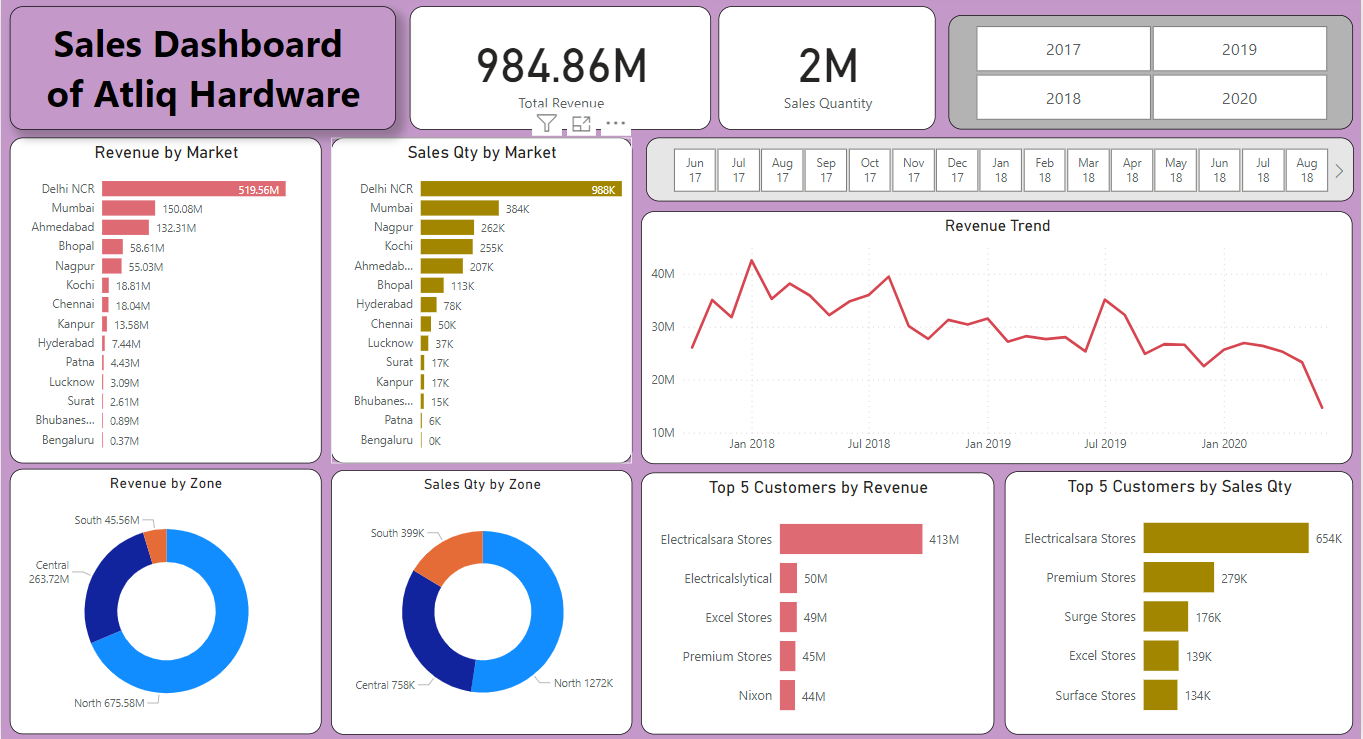 Sales Dashboard
of Atliq Hardware
984.86M
Total Revenue
2M
Sales Quantity
2017
2019
2018
2020
Revenue by Market
Delhi NCR 519.56M
Mumbai 150.08M
Ahmedabad 132.31M
Bhopal 58.61M
Nagpur 55.03M
Kochi 18.81M
Chennai 18.04M
Kanpur 13.58M
Hyderabad 7.44M
Patna 4.43M
Lucknow 3.09M
Surat 2.61M
Bhubanes... 0.89M
Bengaluru 0.37M
Sales Qty by Market
Delhi NCR 988K
Mumbai 384K
Nagpur 262K
Kochi 255K
Ahmedab... 207K
Bhopal 113K
Hyderabad 78K
Chennai 50K
Lucknow 37K
Surat 17K
Kanpur 17K
Bhubanes... 15K
Patna 6K
Bengaluru 0K
Jun 17
Jul 17
Aug 17
Sep 17
Oct 17
Nov 17
Dec 17
Jan 18
Feb 18
Mar 18
Apr 18
May 18
Jun 18
Jul 18
Aug 18
Revenue Trend
40M
30M
20M
10M
Jan 2018 Jul 2018 Jan 2019 Jul 2019 Jan 2020
Revenue by Zone
South 45.56M
Central
263.72M
North 675.58M
Sales Qty by Zone
South 399K
Central 758K
North 1272K
Top 5 Customers by Revenue
Electricalsara Stores 413M
Electricalslytical 50M
Excel Stores 49M
Premium Stores 45M
Nixon 44M
Top 5 Customers by Sales Qty
Electricalsara Stores 654K
Premium Stores 279K
Surge Stores 176K
Excel Stores 139K
Surface Stores 134K